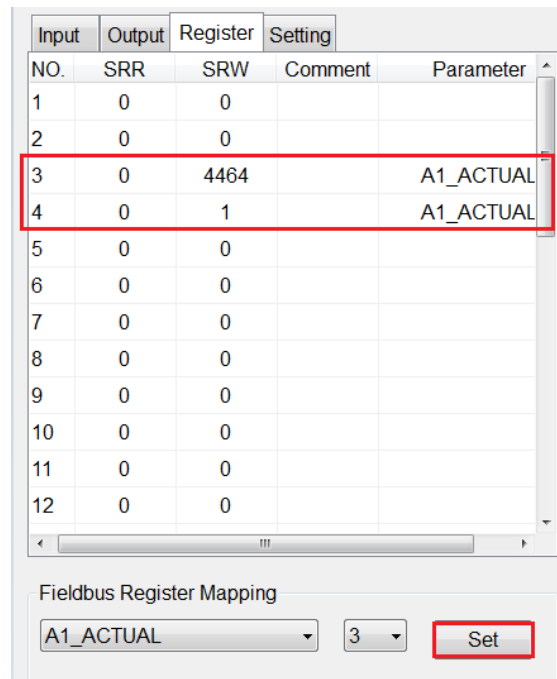 Input Output Register Setting
NO. SRR SRW Comment Parameter
1 0 0
2 0 0
3 0 4464 A1_ACTUAL
4 0 1 A1_ACTUAL
5 0 0
6 0 0
7 0 0
8 0 0
9 0 0
10 0 0
11 0 0
12 0 0
Fieldbus Register Mapping
A1_ACTUAL 3 Set